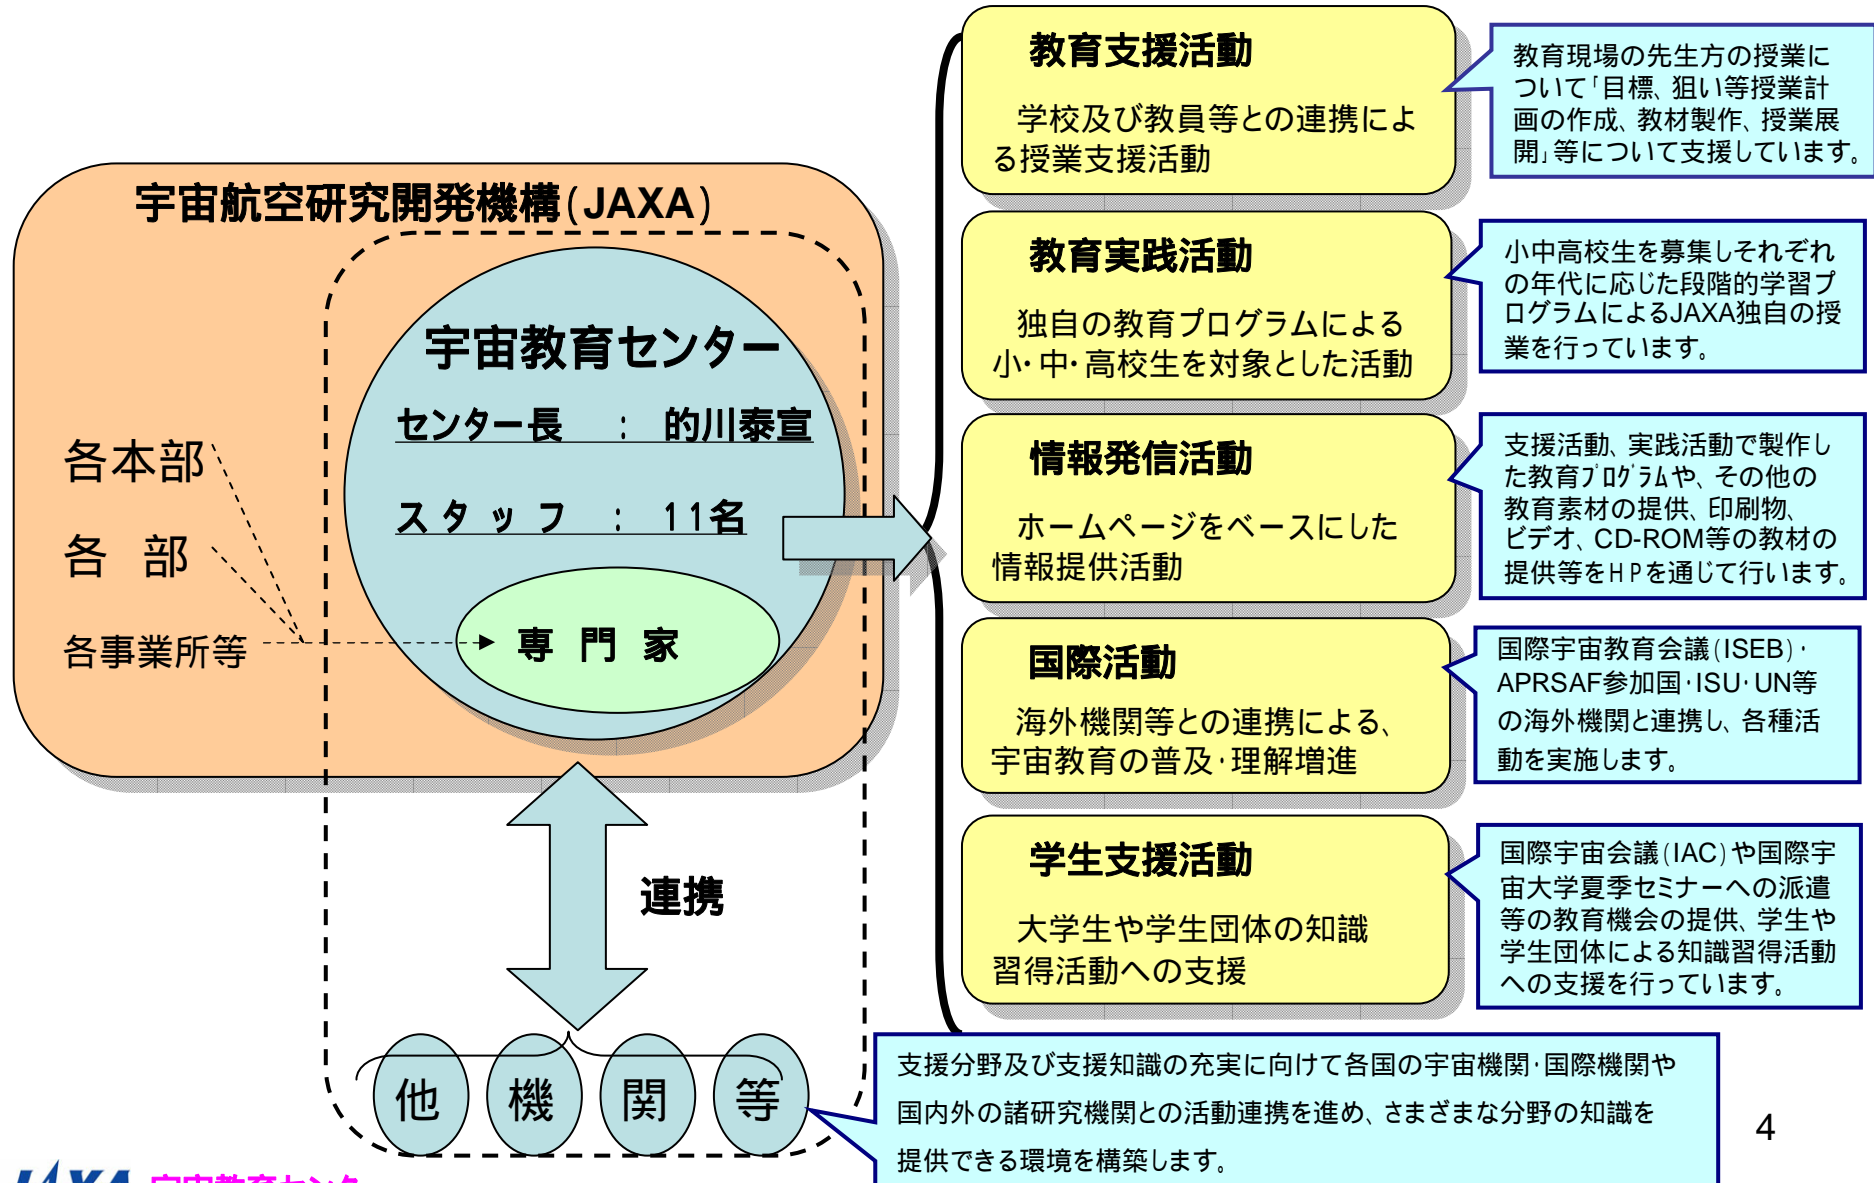 宇宙航空研究開発機構(JAXA)
宇宙教育センター
センター長 : 的川泰宣
スタッフ : 11名
専門家
各本部
各 部
各事業所等
連携
他機関等
教育支援活動
学校及び教員等との連携によ
る授業支援活動
教育現場の先生方の授業に
ついて「目標、狙い等授業計
画の作成、教材製作、授業展
開」等について支援しています。
教育実践活動
独自の教育プログラムによる
小・中・高校生を対象とした活動
小中高校生を募集しそれぞれ
の年代に応じた段階的学習プ
ログラムによるJAXA独自の授
業を行っています。
情報発信活動
ホームページをベースにした
情報提供活動
支援活動、実践活動で製作し
た教育プログラムや、その他の
教育素材の提供、印刷物、
ビデオ、CD-ROM等の教材の
提供等をHPを通じて行います。
国際活動
海外機関等との連携による、
宇宙教育の普及・理解増進
国際宇宙教育会議(ISEB)・
APRSAF参加国・ISU・UN等
の海外機関と連携し、各種活
動を実施します。
学生支援活動
大学生や学生団体の知識
習得活動への支援
国際宇宙会議(IAC)や国際宇
宙大学夏季セミナーへの派遣
等の教育機会の提供、学生や
学生団体による知識習得活動
への支援を行っています。
支援分野及び支援知識の充実に向けて各国の宇宙機関・国際機関や
国内外の諸研究機関との活動連携を進め、さまざまな分野の知識を
提供できる環境を構築します。
4
JAXA 宇宙教育センター